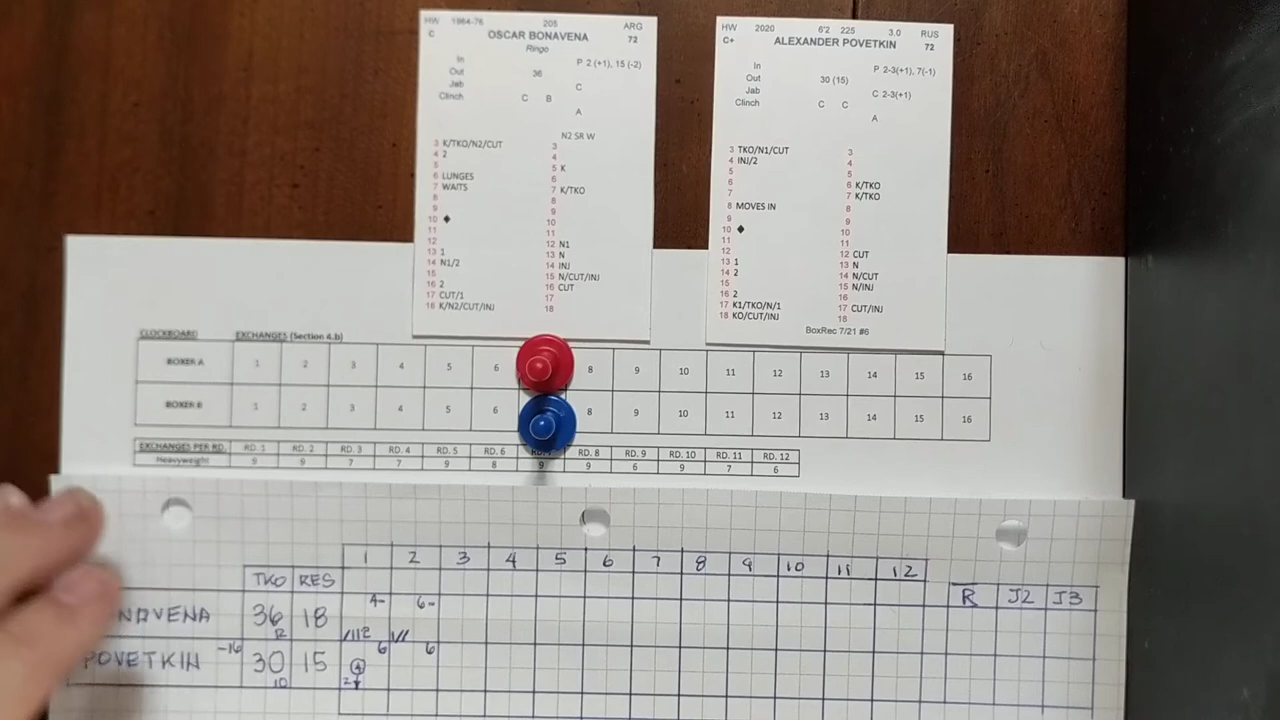 HW 1964-76 205 ARG
C OSCAR BONAVENA 72
Ringo
In P 2 (+1), 15 (-2)
Out 36
Jab C
Clinch C B
A
N2 SR W
3 K/TKO/N2/CUT 3
4 2 4
5 5 K
6 LUNGES 6
7 WAITS 7 K/TKO
8 8
9 9
10 ♦ 10
11 11
12 12 N1
13 1 13 N
14 N1/2 14 INJ
15 15 N/CUT/INJ
16 2 16 CUT
17 CUT/1 17
18 K/N2/CUT/INJ 18
HW 2020 6'2 225 3.0 RUS
C+ ALEXANDER POVETKIN 72
In P 2-3(+1), 7(-1)
Out 30 (15)
Jab C 2-3(+1)
Clinch C C
A
3 TKO/N1/CUT 3
4 INJ/2 4
5 5
6 6 K/TKO
7 7 K/TKO
8 MOVES IN 8
9 9
10 ♦ 10
11 11
12 12 CUT
13 1 13 N
14 2 14 N/CUT
15 15 N/INJ
16 2 16
17 K1/TKO/N/1 17 CUT/INJ
18 KO/CUT/INJ 18
BoxRec 7/21 #6
CLOCKBOARD EXCHANGES (Section 4.b)
BOXER A 1 2 3 4 5 6 8 9 10 11 12 13 14 15 16
BOXER B 1 2 3 4 5 6 8 9 10 11 12 13 14 15 16
EXCHANGES PER RD. RD. 1 RD. 2 RD. 3 RD. 4 RD. 5 RD. 6 RD. 8 RD. 9 RD. 10 RD. 11 RD. 12
Heavyweight 9 9 7 7 9 8 9 9 6 9 7 6
1 2 3 4 5 6 7 8 9 10 11 12
TKO RES R J2 J3
NAVENA 36 18 4- 6-
POVETKIN -16 30 15 6 6
10 2